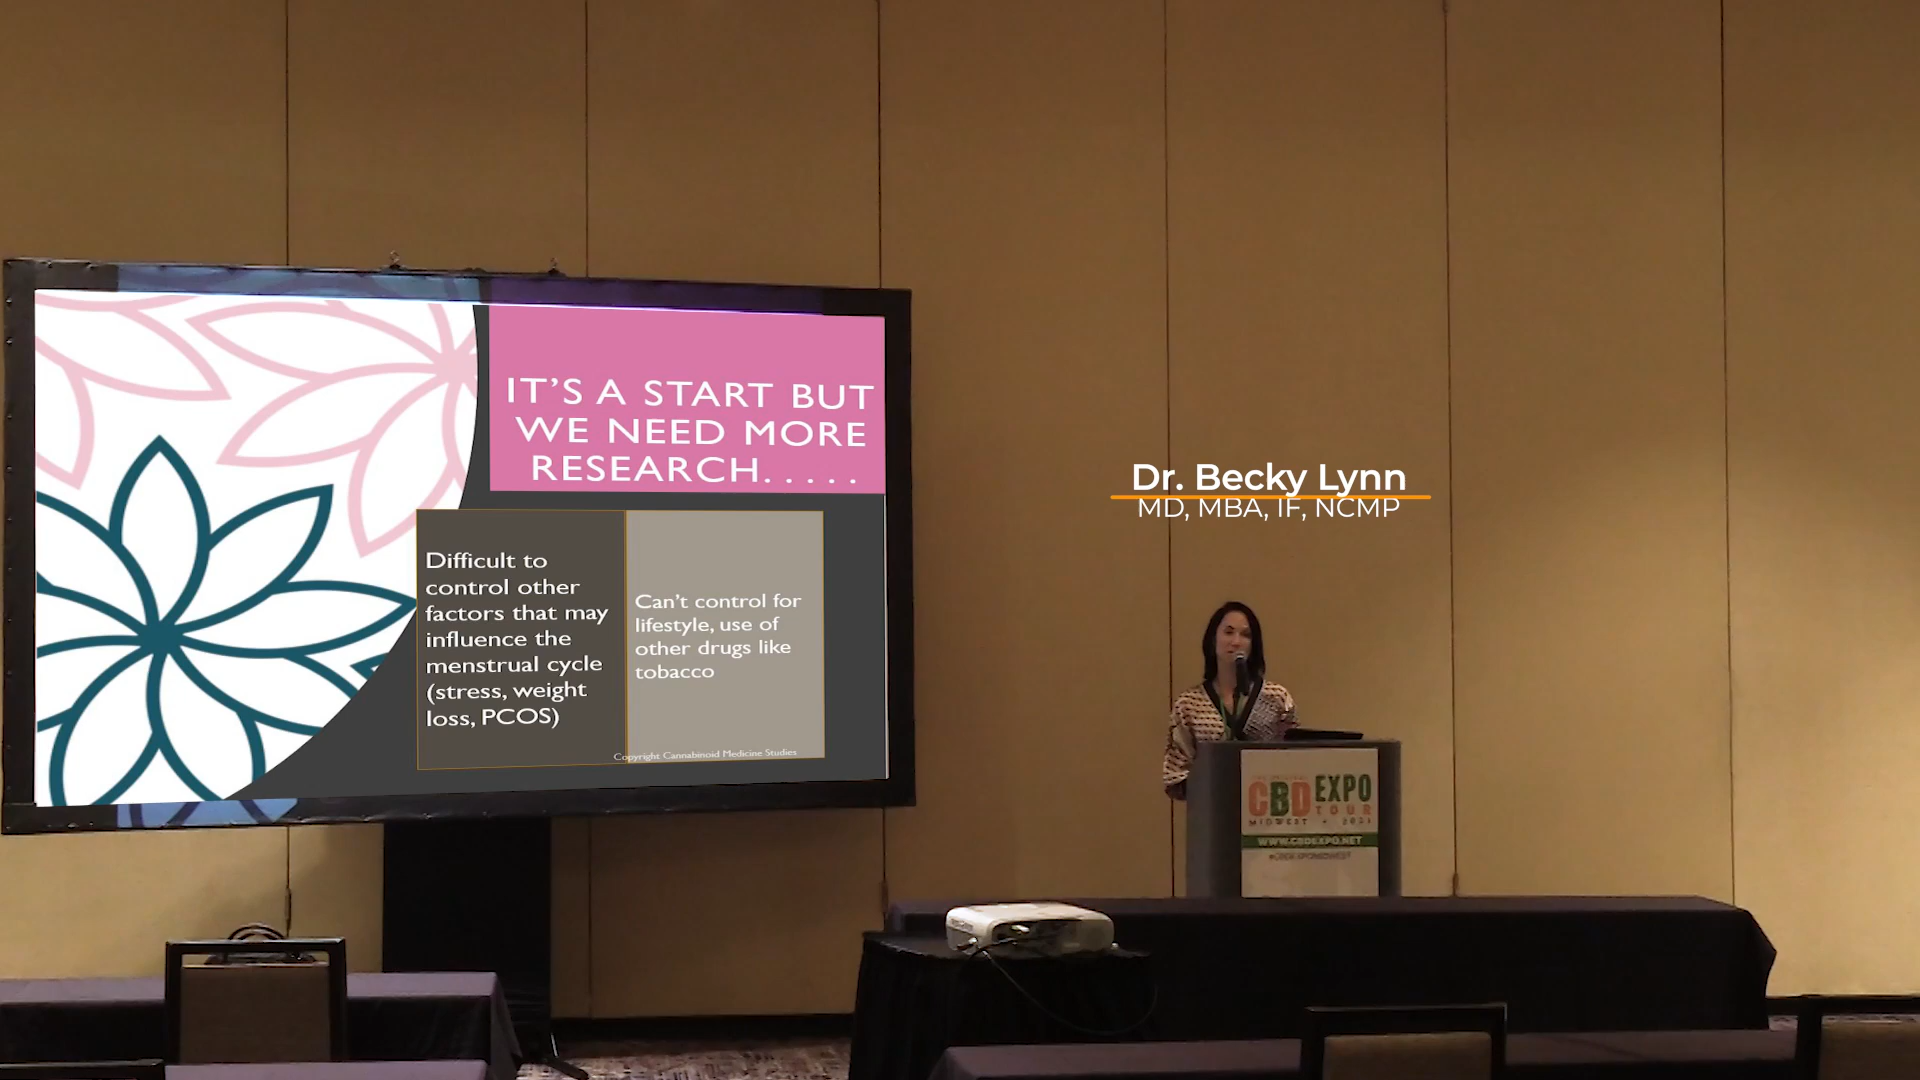 IT'S A START BUT
WE NEED MORE
RESEARCH. . . . .
Difficult to
control other
factors that may
influence the
menstrual cycle
(stress, weight
loss, PCOS)
Can't control for
lifestyle, use of
other drugs like
tobacco
Copyright Cannabinoid Medicine Studies
Dr. Becky Lynn
MD, MBA, IF, NCMP
CBD EXPO
TOUR
MIDWEST • 2021
WWW.CBDEXPO.NET